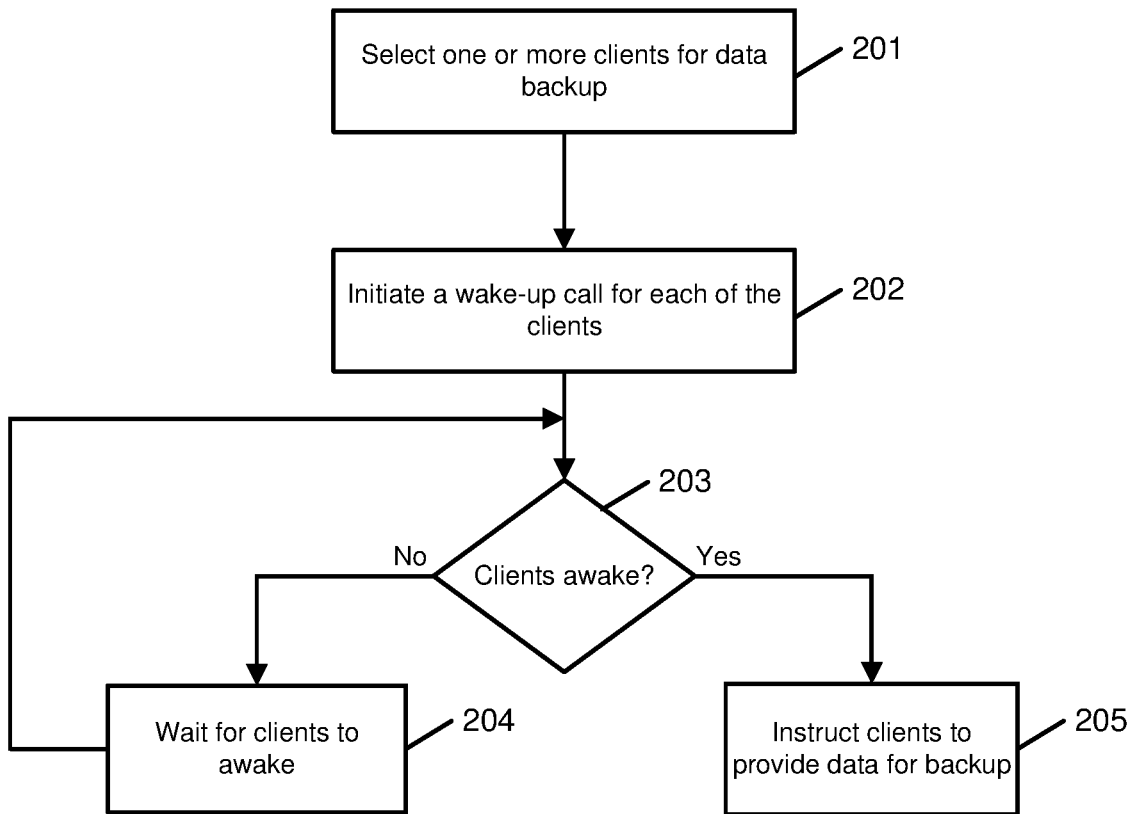 Select one or more clients for data
backup
201
Initiate a wake-up call for each of the
clients
202
203
No
Clients awake?
Yes
Wait for clients to
awake
204
Instruct clients to
provide data for backup
205